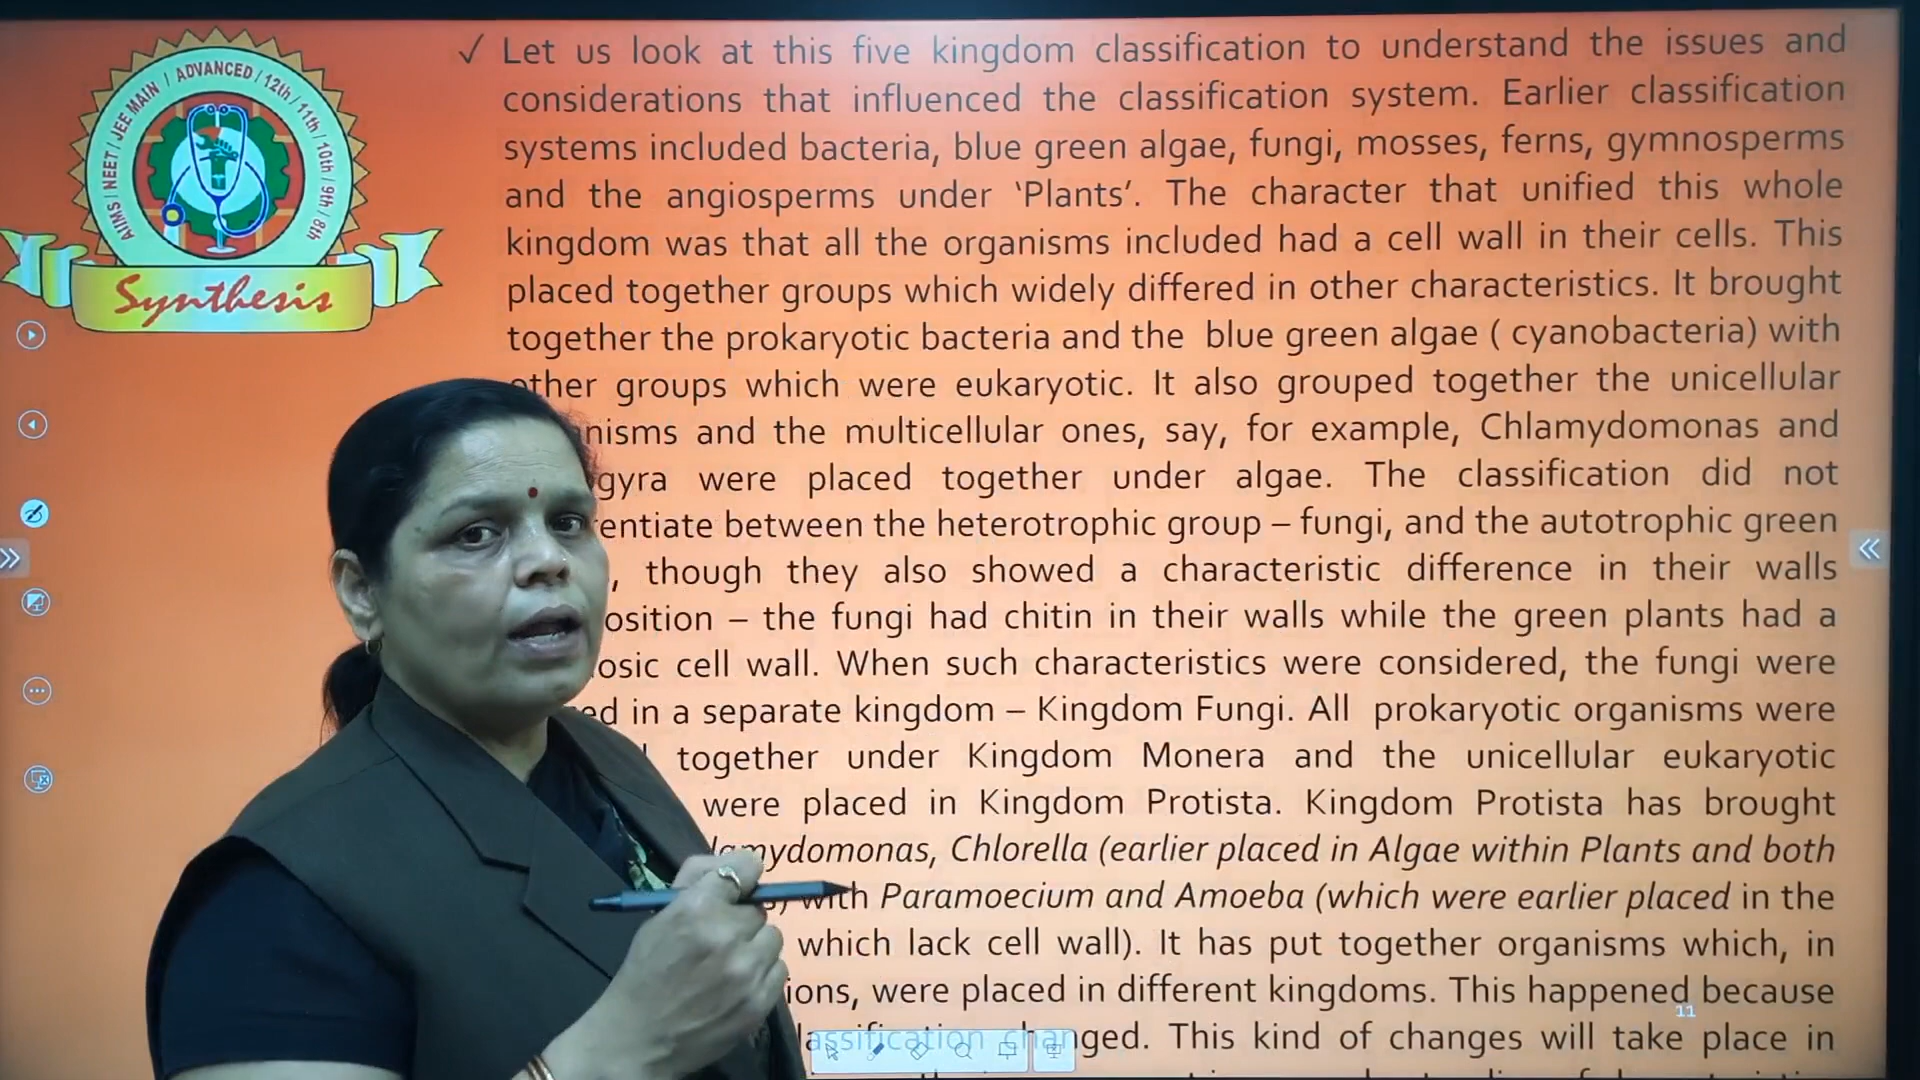 AIIMS / NEET / JEE MAIN / ADVANCED / 12th / 11th / 10th / 9th / 8th
Synthesis
✓ Let us look at this five kingdom classification to understand the issues and
considerations that influenced the classification system. Earlier classification
systems included bacteria, blue green algae, fungi, mosses, ferns, gymnosperms
and the angiosperms under ‘Plants’. The character that unified this whole
kingdom was that all the organisms included had a cell wall in their cells. This
placed together groups which widely differed in other characteristics. It brought
together the prokaryotic bacteria and the blue green algae ( cyanobacteria) with
other groups which were eukaryotic. It also grouped together the unicellular
nisms and the multicellular ones, say, for example, Chlamydomonas and
gyra were placed together under algae. The classification did not
rentiate between the heterotrophic group – fungi, and the autotrophic green
, though they also showed a characteristic difference in their walls
osition – the fungi had chitin in their walls while the green plants had a
losic cell wall. When such characteristics were considered, the fungi were
ed in a separate kingdom – Kingdom Fungi. All prokaryotic organisms were
together under Kingdom Monera and the unicellular eukaryotic
were placed in Kingdom Protista. Kingdom Protista has brought
lamydomonas, Chlorella (earlier placed in Algae within Plants and both
) with Paramoecium and Amoeba (which were earlier placed in the
which lack cell wall). It has put together organisms which, in
ions, were placed in different kingdoms. This happened because
assification changed. This kind of changes will take place in
11